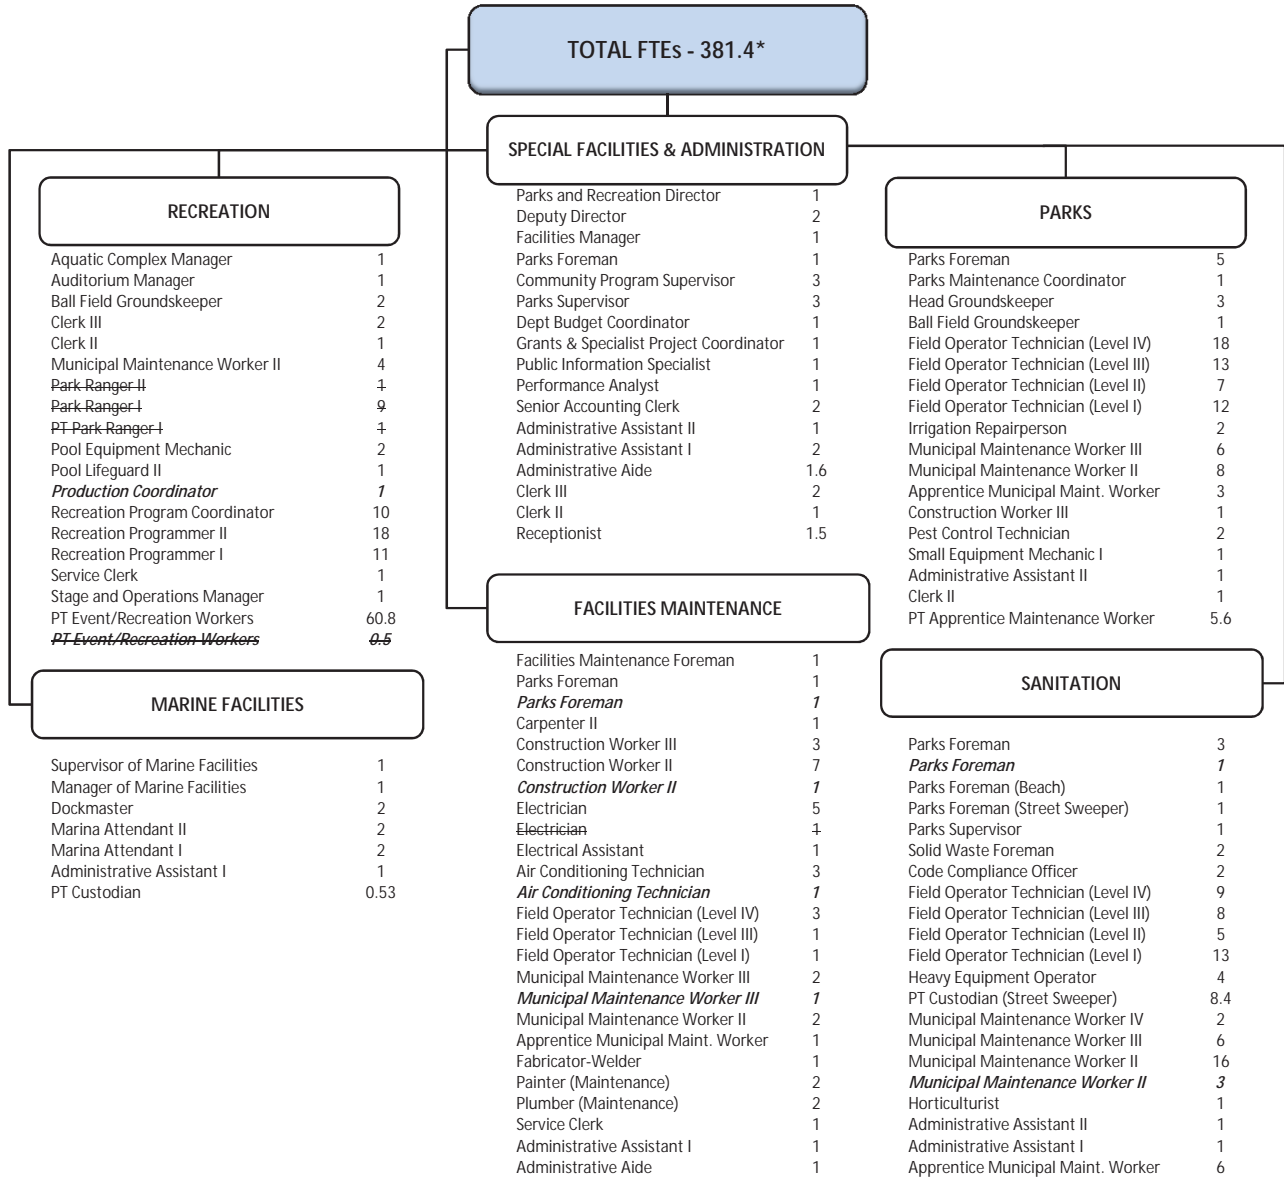 TOTAL FTEs - 381.4*
SPECIAL FACILITIES & ADMINISTRATION
Parks and Recreation Director 1
Deputy Director 2
Facilities Manager 1
Parks Foreman 1
Community Program Supervisor 3
Parks Supervisor 3
Dept Budget Coordinator 1
Grants & Specialist Project Coordinator 1
Public Information Specialist 1
Performance Analyst 1
Senior Accounting Clerk 2
Administrative Assistant II 1
Administrative Assistant I 2
Administrative Aide 1.6
Clerk III 2
Clerk II 1
Receptionist 1.5
RECREATION
Aquatic Complex Manager 1
Auditorium Manager 1
Ball Field Groundskeeper 2
Clerk III 2
Clerk II 1
Municipal Maintenance Worker II 4
Park Ranger II 1
Park Ranger I 9
PT Park Ranger I 1
Pool Equipment Mechanic 2
Pool Lifeguard II 1
Production Coordinator 1
Recreation Program Coordinator 10
Recreation Programmer II 18
Recreation Programmer I 11
Service Clerk 1
Stage and Operations Manager 1
PT Event/Recreation Workers 60.8
PT Event/Recreation Workers 0.5
PARKS
Parks Foreman 5
Parks Maintenance Coordinator 1
Head Groundskeeper 3
Ball Field Groundskeeper 1
Field Operator Technician (Level IV) 18
Field Operator Technician (Level III) 13
Field Operator Technician (Level II) 7
Field Operator Technician (Level I) 12
Irrigation Repairperson 2
Municipal Maintenance Worker III 6
Municipal Maintenance Worker II 8
Apprentice Municipal Maint. Worker 3
Construction Worker III 1
Pest Control Technician 2
Small Equipment Mechanic I 1
Administrative Assistant II 1
Clerk II 1
PT Apprentice Maintenance Worker 5.6
MARINE FACILITIES
Supervisor of Marine Facilities 1
Manager of Marine Facilities 1
Dockmaster 2
Marina Attendant II 2
Marina Attendant I 2
Administrative Assistant I 1
PT Custodian 0.53
FACILITIES MAINTENANCE
Facilities Maintenance Foreman 1
Parks Foreman 1
Parks Foreman 1
Carpenter II 1
Construction Worker III 3
Construction Worker II 7
Construction Worker II 1
Electrician 5
Electrician 1
Electrical Assistant 1
Air Conditioning Technician 3
Air Conditioning Technician 1
Field Operator Technician (Level IV) 3
Field Operator Technician (Level III) 1
Field Operator Technician (Level I) 1
Municipal Maintenance Worker III 2
Municipal Maintenance Worker III 1
Municipal Maintenance Worker II 2
Apprentice Municipal Maint. Worker 1
Fabricator-Welder 1
Painter (Maintenance) 2
Plumber (Maintenance) 2
Service Clerk 1
Administrative Assistant I 1
Administrative Aide 1
SANITATION
Parks Foreman 3
Parks Foreman 1
Parks Foreman (Beach) 1
Parks Foreman (Street Sweeper) 1
Parks Supervisor 1
Solid Waste Foreman 2
Code Compliance Officer 2
Field Operator Technician (Level IV) 9
Field Operator Technician (Level III) 8
Field Operator Technician (Level II) 5
Field Operator Technician (Level I) 13
Heavy Equipment Operator 4
PT Custodian (Street Sweeper) 8.4
Municipal Maintenance Worker IV 2
Municipal Maintenance Worker III 6
Municipal Maintenance Worker II 16
Municipal Maintenance Worker II 3
Horticulturist 1
Administrative Assistant II 1
Administrative Assistant I 1
Apprentice Municipal Maint. Worker 6